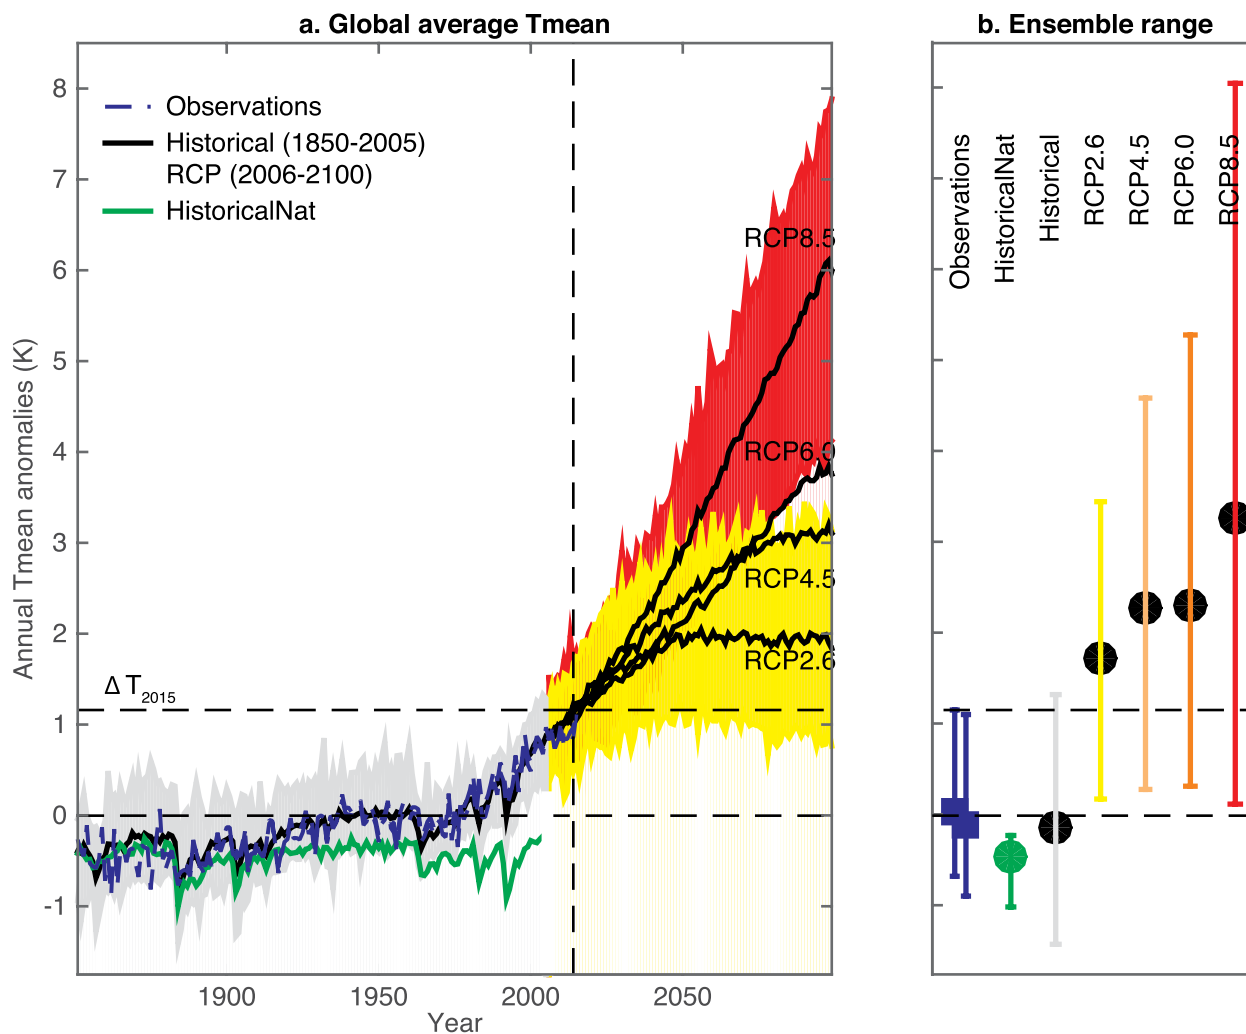 a. Global average Tmean
b. Ensemble range
Observations
Historical (1850-2005)
RCP (2006-2100)
HistoricalNat
8
7
6
5
4
3
2
1
0
-1
Annual Tmean anomalies (K)
Δ T2015
RCP8.5
RCP6.0
RCP4.5
RCP2.6
1900
1950
2000
2050
Year
Observations
HistoricalNat
Historical
RCP2.6
RCP4.5
RCP6.0
RCP8.5